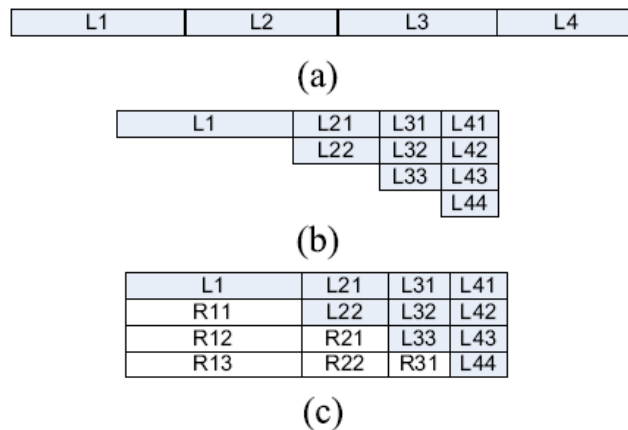 L1 L2 L3 L4
(a)
L1 L21 L31 L41
L22 L32 L42
L33 L43
L44
(b)
L1 L21 L31 L41
R11 L22 L32 L42
R12 R21 L33 L43
R13 R22 R31 L44
(c)